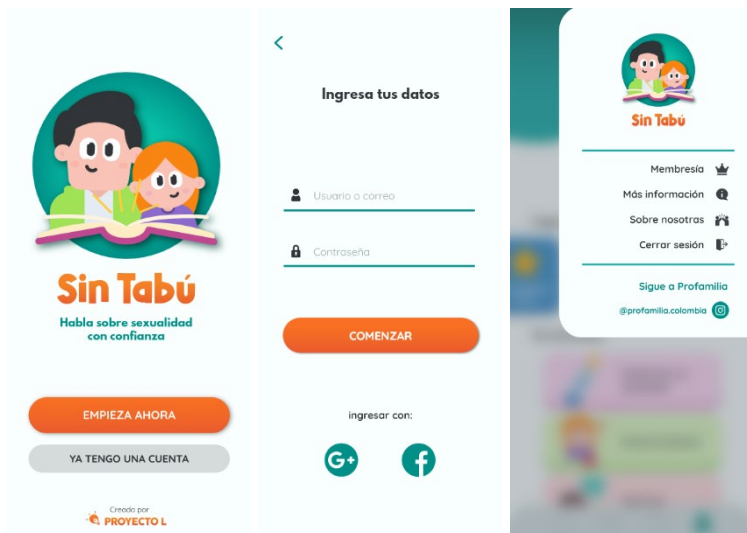 Sin Tabú
Habla sobre sexualidad
con confianza
EMPIEZA AHORA
YA TENGO UNA CUENTA
Creado por
PROYECTO L
Ingresa tus datos
Usuario o correo
Contraseña
COMENZAR
ingresar con:
G+
f
Sin Tabú
Membresía
Más información
Sobre nosotras
Cerrar sesión
Sigue a Profamilia
@profamilia.colombia